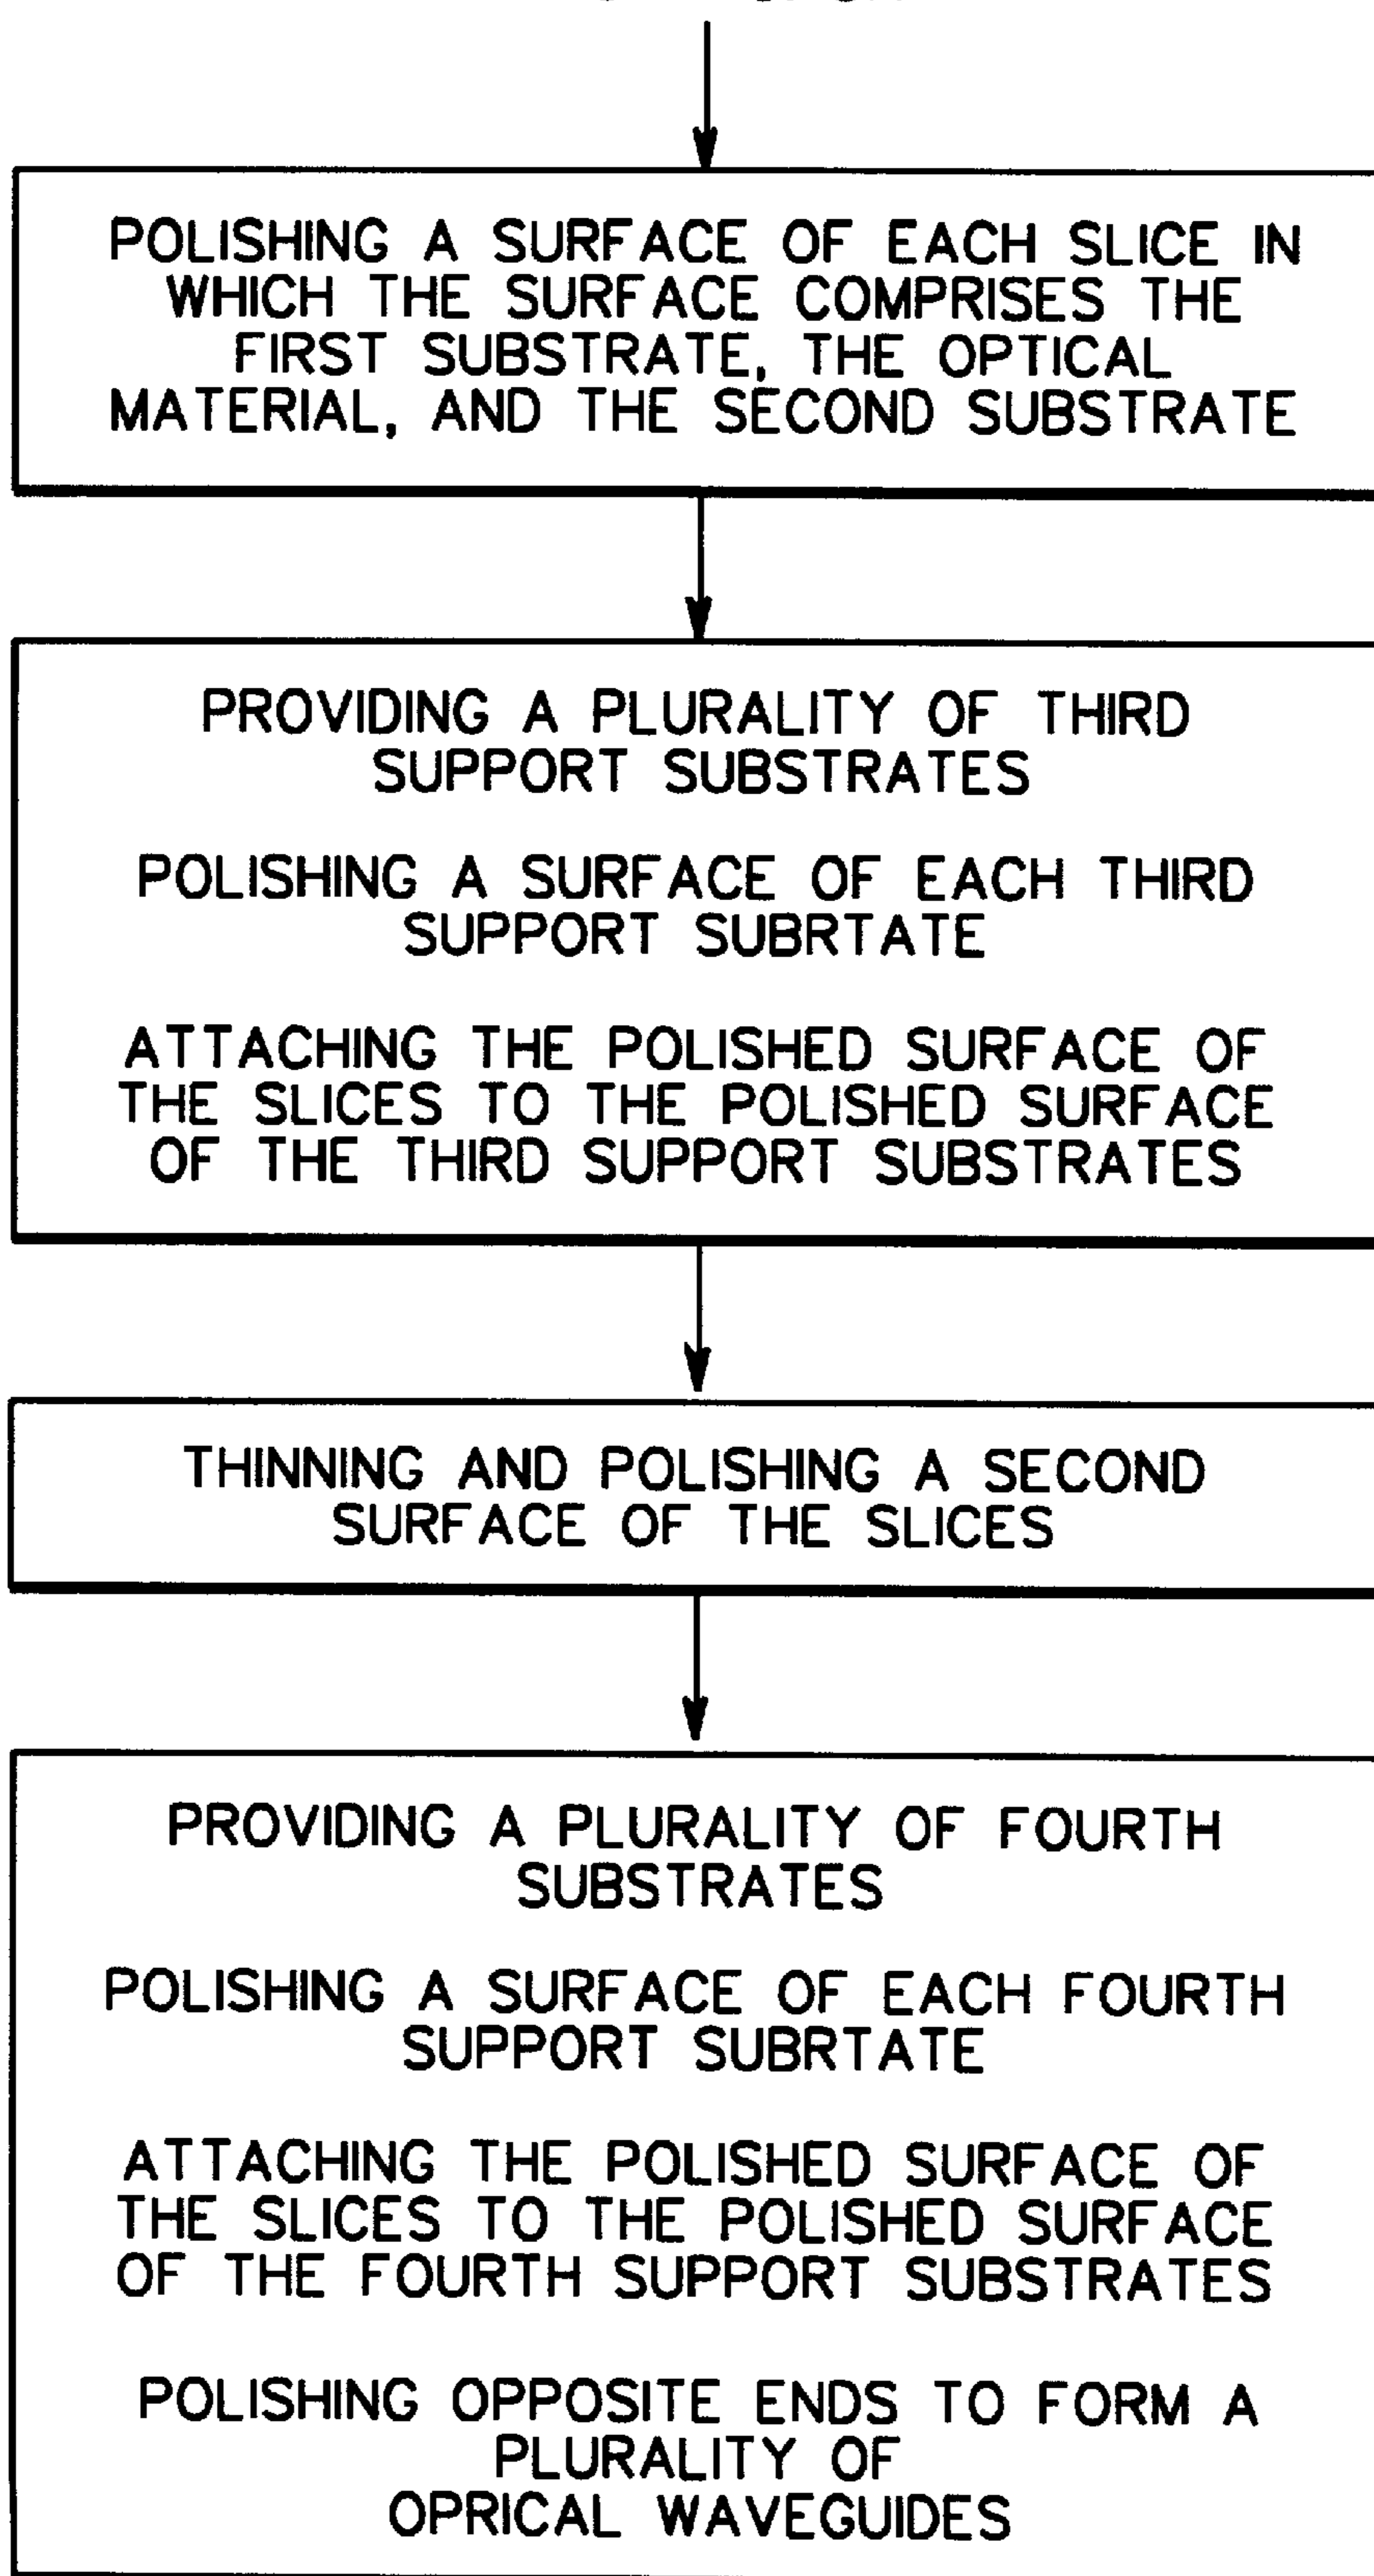 POLISHING A SURFACE OF EACH SLICE IN
WHICH THE SURFACE COMPRISES THE
FIRST SUBSTRATE, THE OPTICAL
MATERIAL, AND THE SECOND SUBSTRATE
PROVIDING A PLURALITY OF THIRD
SUPPORT SUBSTRATES
POLISHING A SURFACE OF EACH THIRD
SUPPORT SUBRTATE
ATTACHING THE POLISHED SURFACE OF
THE SLICES TO THE POLISHED SURFACE
OF THE THIRD SUPPORT SUBSTRATES
THINNING AND POLISHING A SECOND
SURFACE OF THE SLICES
PROVIDING A PLURALITY OF FOURTH
SUBSTRATES
POLISHING A SURFACE OF EACH FOURTH
SUPPORT SUBRTATE
ATTACHING THE POLISHED SURFACE OF
THE SLICES TO THE POLISHED SURFACE
OF THE FOURTH SUPPORT SUBSTRATES
POLISHING OPPOSITE ENDS TO FORM A
PLURALITY OF
OPRICAL WAVEGUIDES